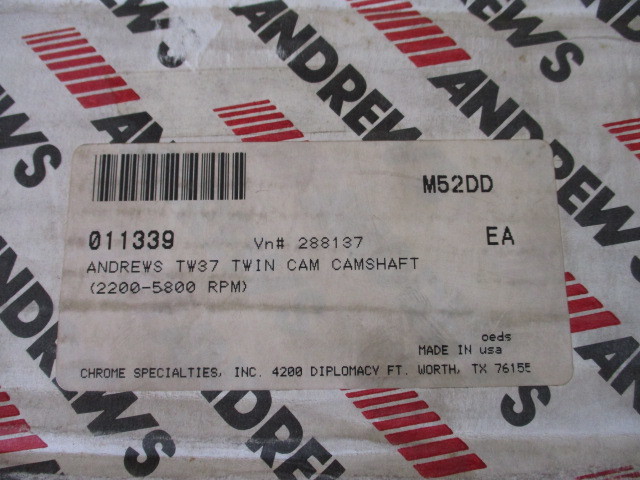 ANDREWS
ANDREWS
ANDREWS
M52DD
011339 Vn# 288137 EA
ANDREWS TW37 TWIN CAM CAMSHAFT
(2200-5800 RPM)
oeds
MADE IN usa
CHROME SPECIALTIES, INC. 4200 DIPLOMACY FT. WORTH, TX 76155
ANDREWS
ANDREWS